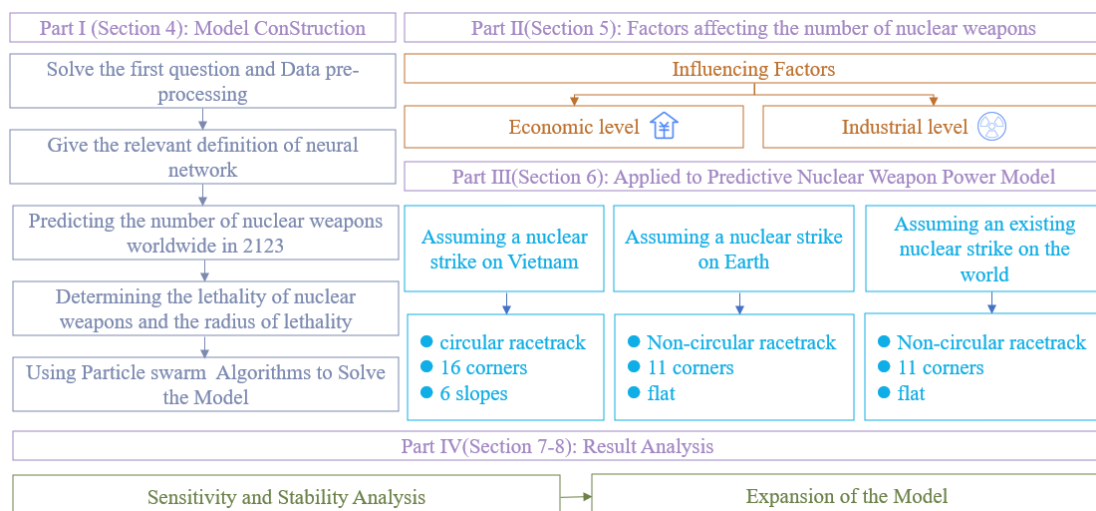 Part I (Section 4): Model ConStruction
Solve the first question and Data pre-
processing
Give the relevant definition of neural
network
Predicting the number of nuclear weapons
worldwide in 2123
Determining the lethality of nuclear
weapons and the radius of lethality
Using Particle swarm Algorithms to Solve
the Model
Part II(Section 5): Factors affecting the number of nuclear weapons
Influencing Factors
Economic level
¥
Industrial level
Part III(Section 6): Applied to Predictive Nuclear Weapon Power Model
Assuming a nuclear
strike on Vietnam
circular racetrack
16 corners
6 slopes
Assuming a nuclear strike
on Earth
Non-circular racetrack
11 corners
flat
Assuming an existing
nuclear strike on the
world
Non-circular racetrack
11 corners
flat
Part IV(Section 7-8): Result Analysis
Sensitivity and Stability Analysis
Expansion of the Model